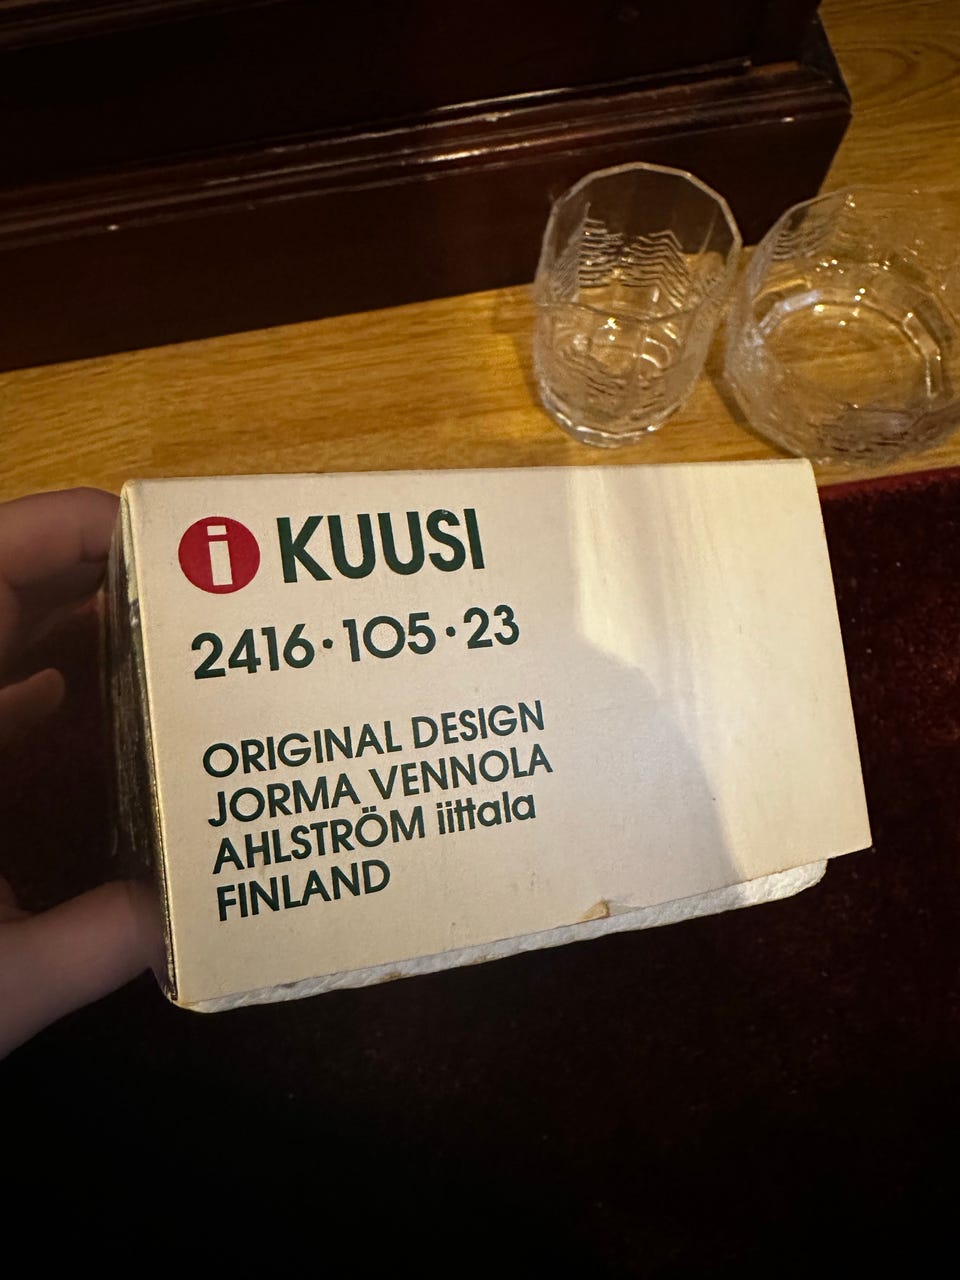 i KUUSI
2416·105·23
ORIGINAL DESIGN
JORMA VENNOLA
AHLSTRÖM iittala
FINLAND